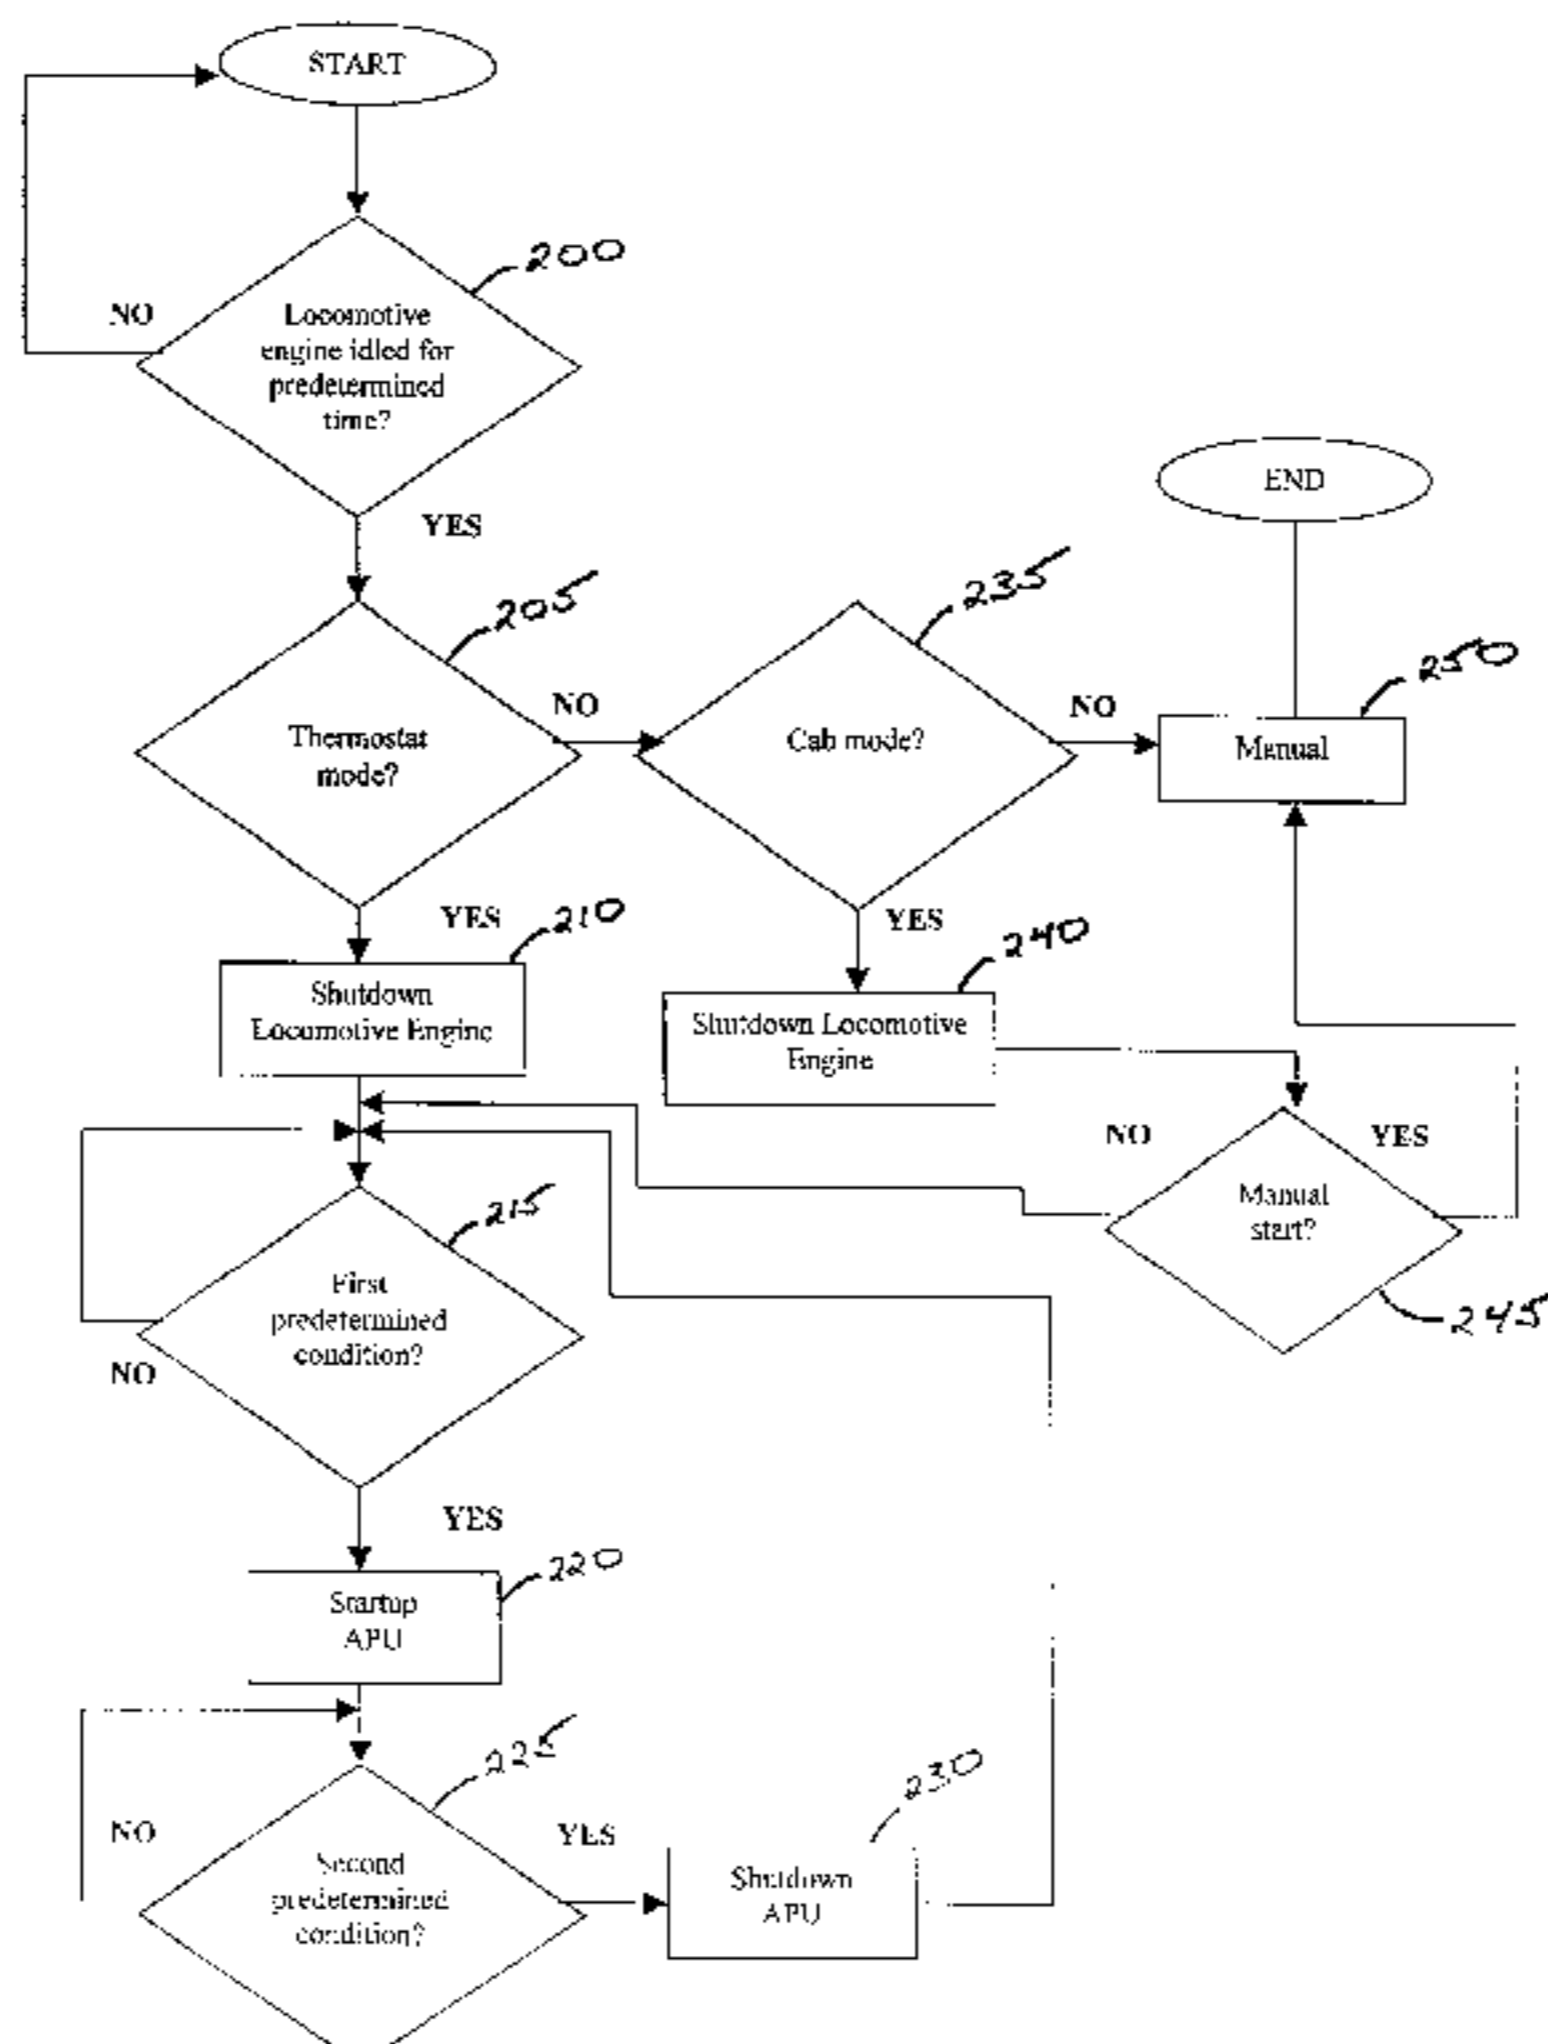 START
200
NO
Locomotive
engine idled for
predetermined
time?
YES
END
205
235
250
NO
NO
Thermostat
mode?
Cab mode?
Manual
YES
210
YES
240
Shutdown
Locomotive Engine
Shutdown Locomotive
Engine
NO
YES
Manual
start?
215
First
predetermined
condition?
245
NO
YES
220
Startup
APU
225
230
NO
YES
Second
predetermined
condition?
Shutdown
APU